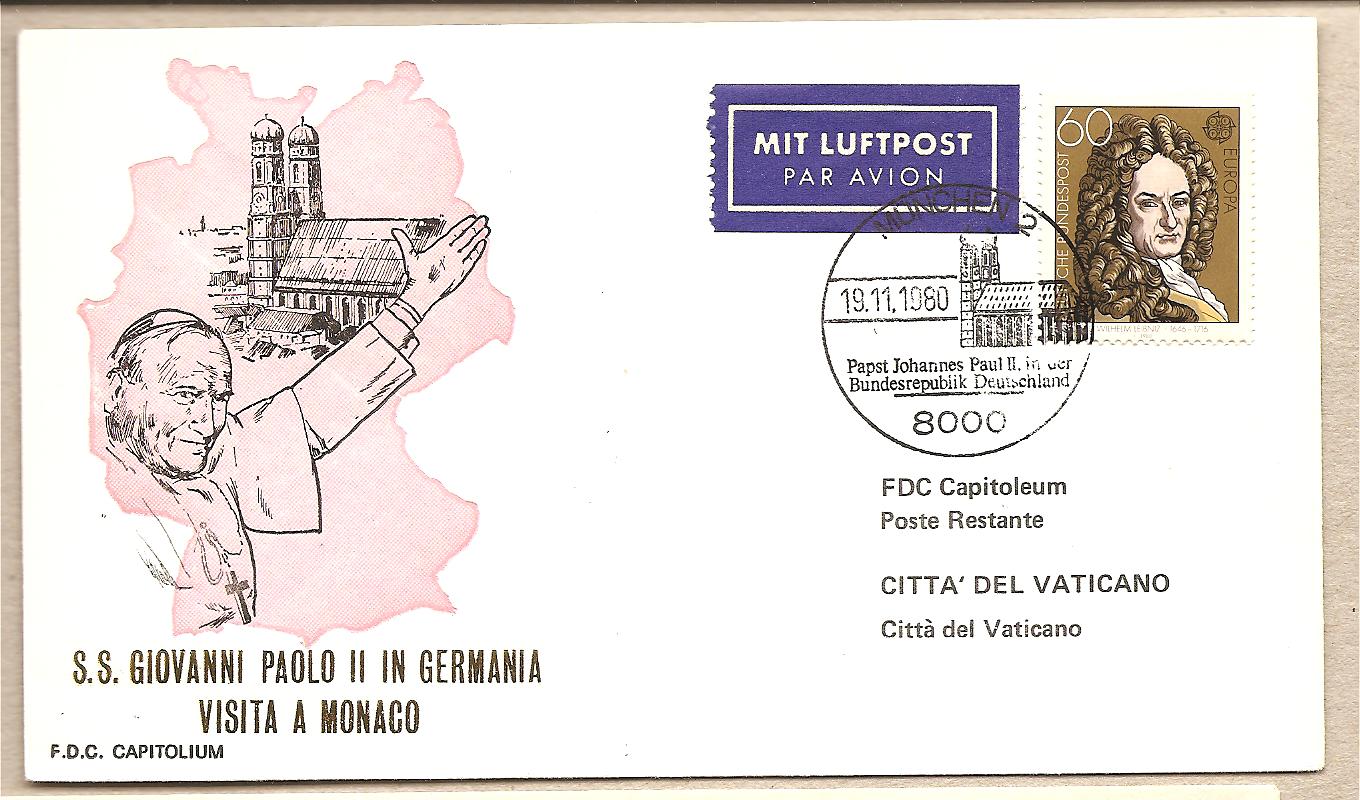 MIT LUFTPOST
PAR AVION
60
EUROPA
CHE BUNDESPOST
WILHELM LEIBNIZ · 1646-1716
MÜNCHEN 2
19.11.1980
Papst Johannes Paul II. in der
Bundesrepublik Deutschland
8000
FDC Capitoleum
Poste Restante
CITTA' DEL VATICANO
Città del Vaticano
S.S. GIOVANNI PAOLO II IN GERMANIA
VISITA A MONACO
F.D.C. CAPITOLIUM